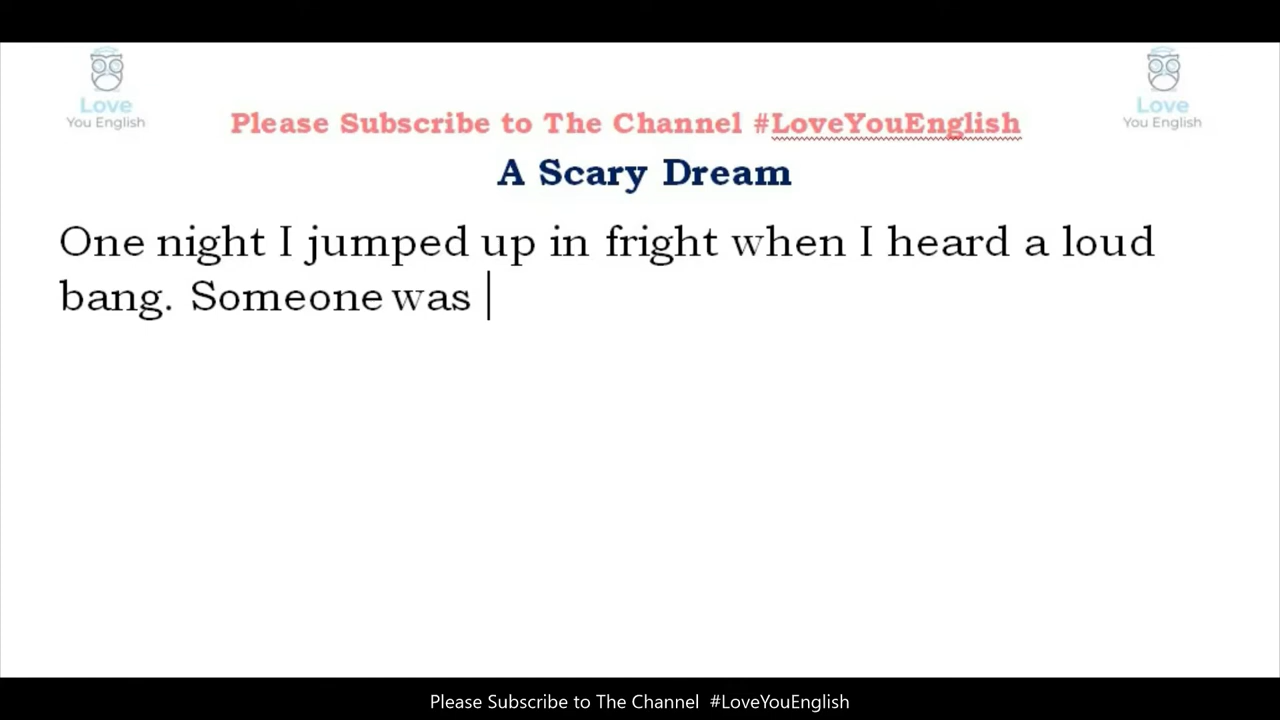 Love
You English
Love
You English
Please Subscribe to The Channel #LoveYouEnglish
A Scary Dream
One night I jumped up in fright when I heard a loud
bang. Someone was
Please Subscribe to The Channel #LoveYouEnglish